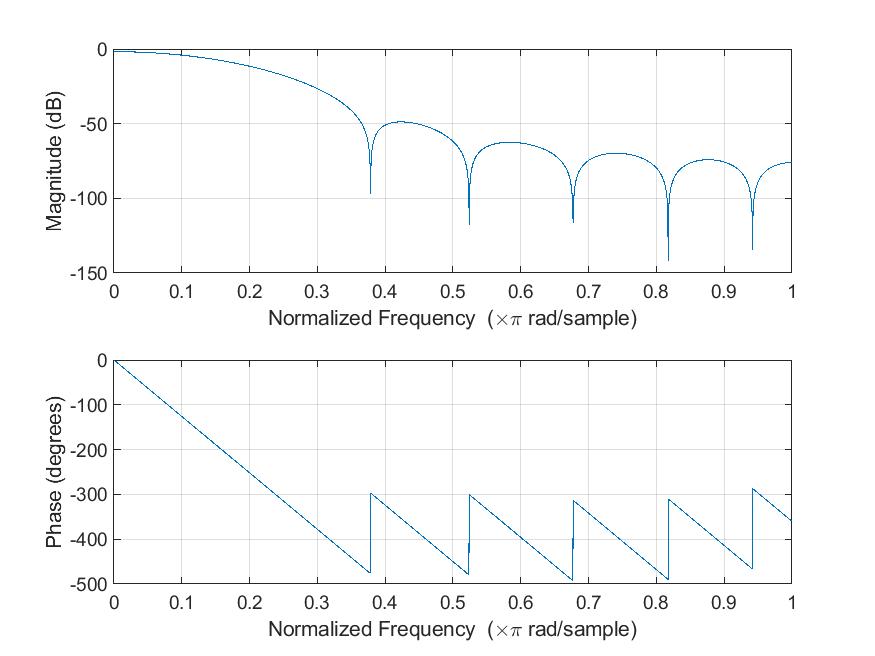 0
-50
-100
-150
Magnitude (dB)
0 0.1 0.2 0.3 0.4 0.5 0.6 0.7 0.8 0.9 1
Normalized Frequency (×π rad/sample)
0
-100
-200
-300
-400
-500
Phase (degrees)
0 0.1 0.2 0.3 0.4 0.5 0.6 0.7 0.8 0.9 1
Normalized Frequency (×π rad/sample)